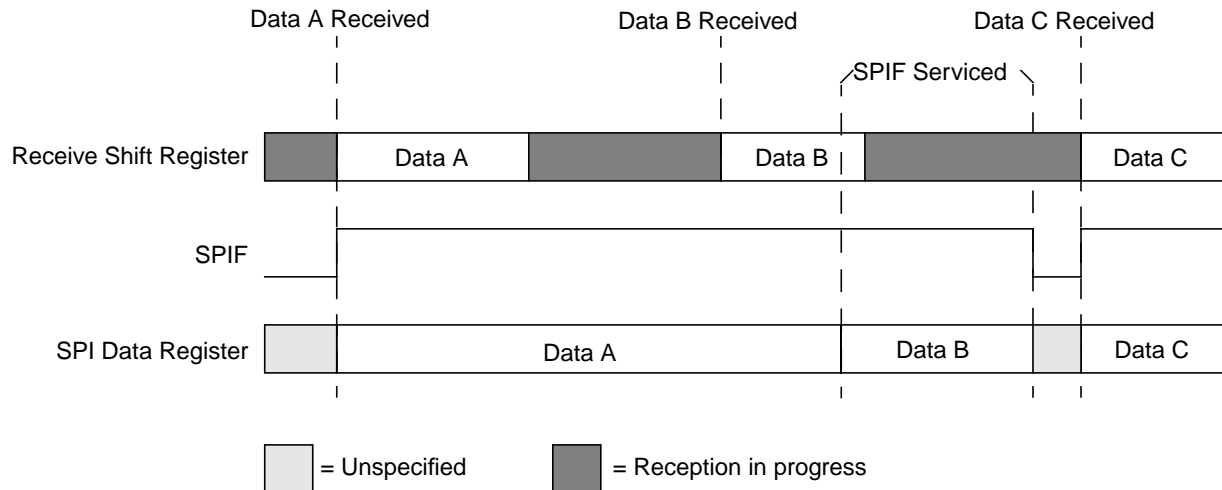 Data A Received
Data B Received
Data C Received
SPIF Serviced
Receive Shift Register
Data A
Data B
Data C
SPIF
SPI Data Register
Data A
Data B
Data C
= Unspecified
= Reception in progress